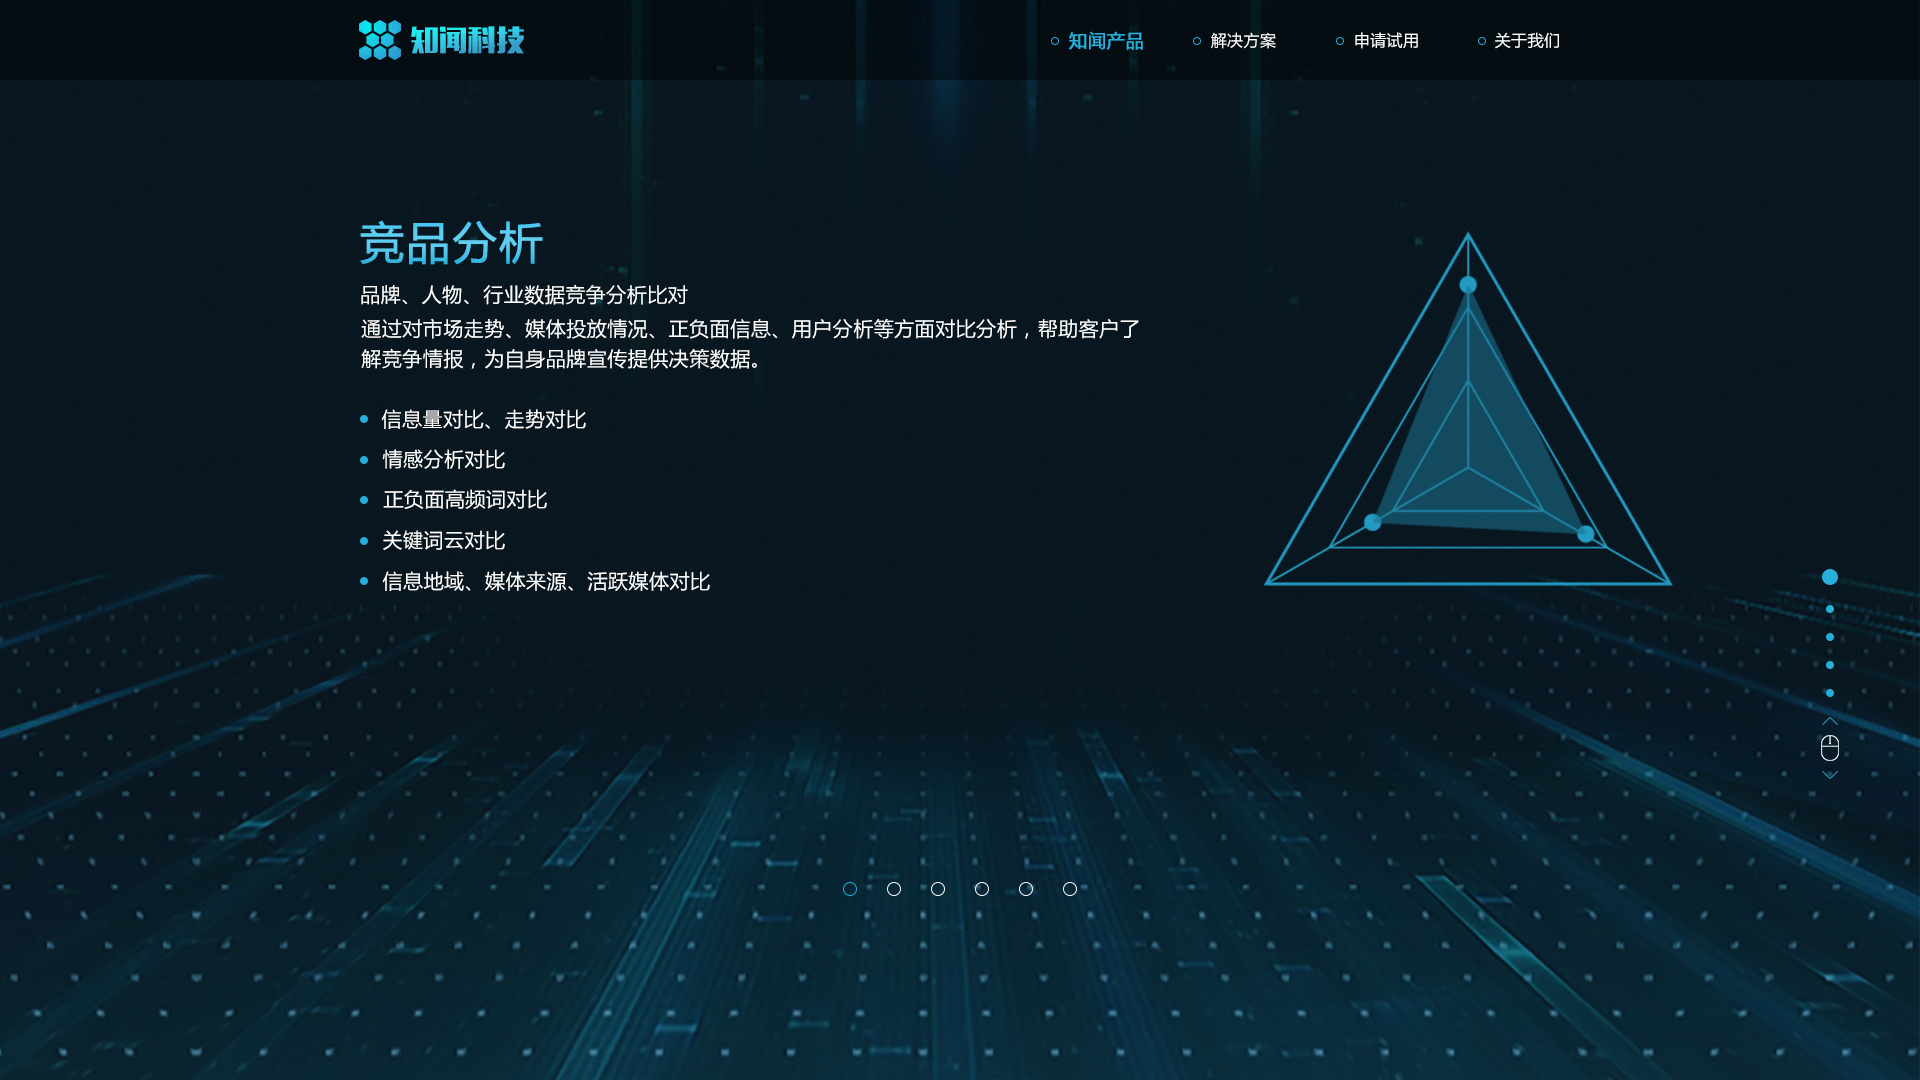 知闻科技
知闻产品
解决方案
申请试用
关于我们
竞品分析
品牌、人物、行业数据竞争分析比对
通过对市场走势、媒体投放情况、正负面信息、用户分析等方面对比分析，帮助客户了
解竞争情报，为自身品牌宣传提供决策数据。
信息量对比、走势对比
情感分析对比
正负面高频词对比
关键词云对比
信息地域、媒体来源、活跃媒体对比